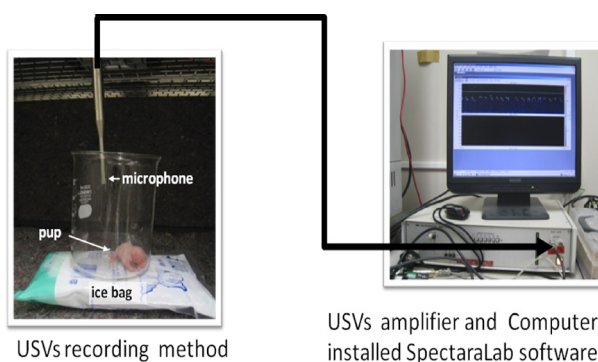 microphone
pup
ice bag
USVs recording method
USVs amplifier and Computer
installed SpectaraLab software